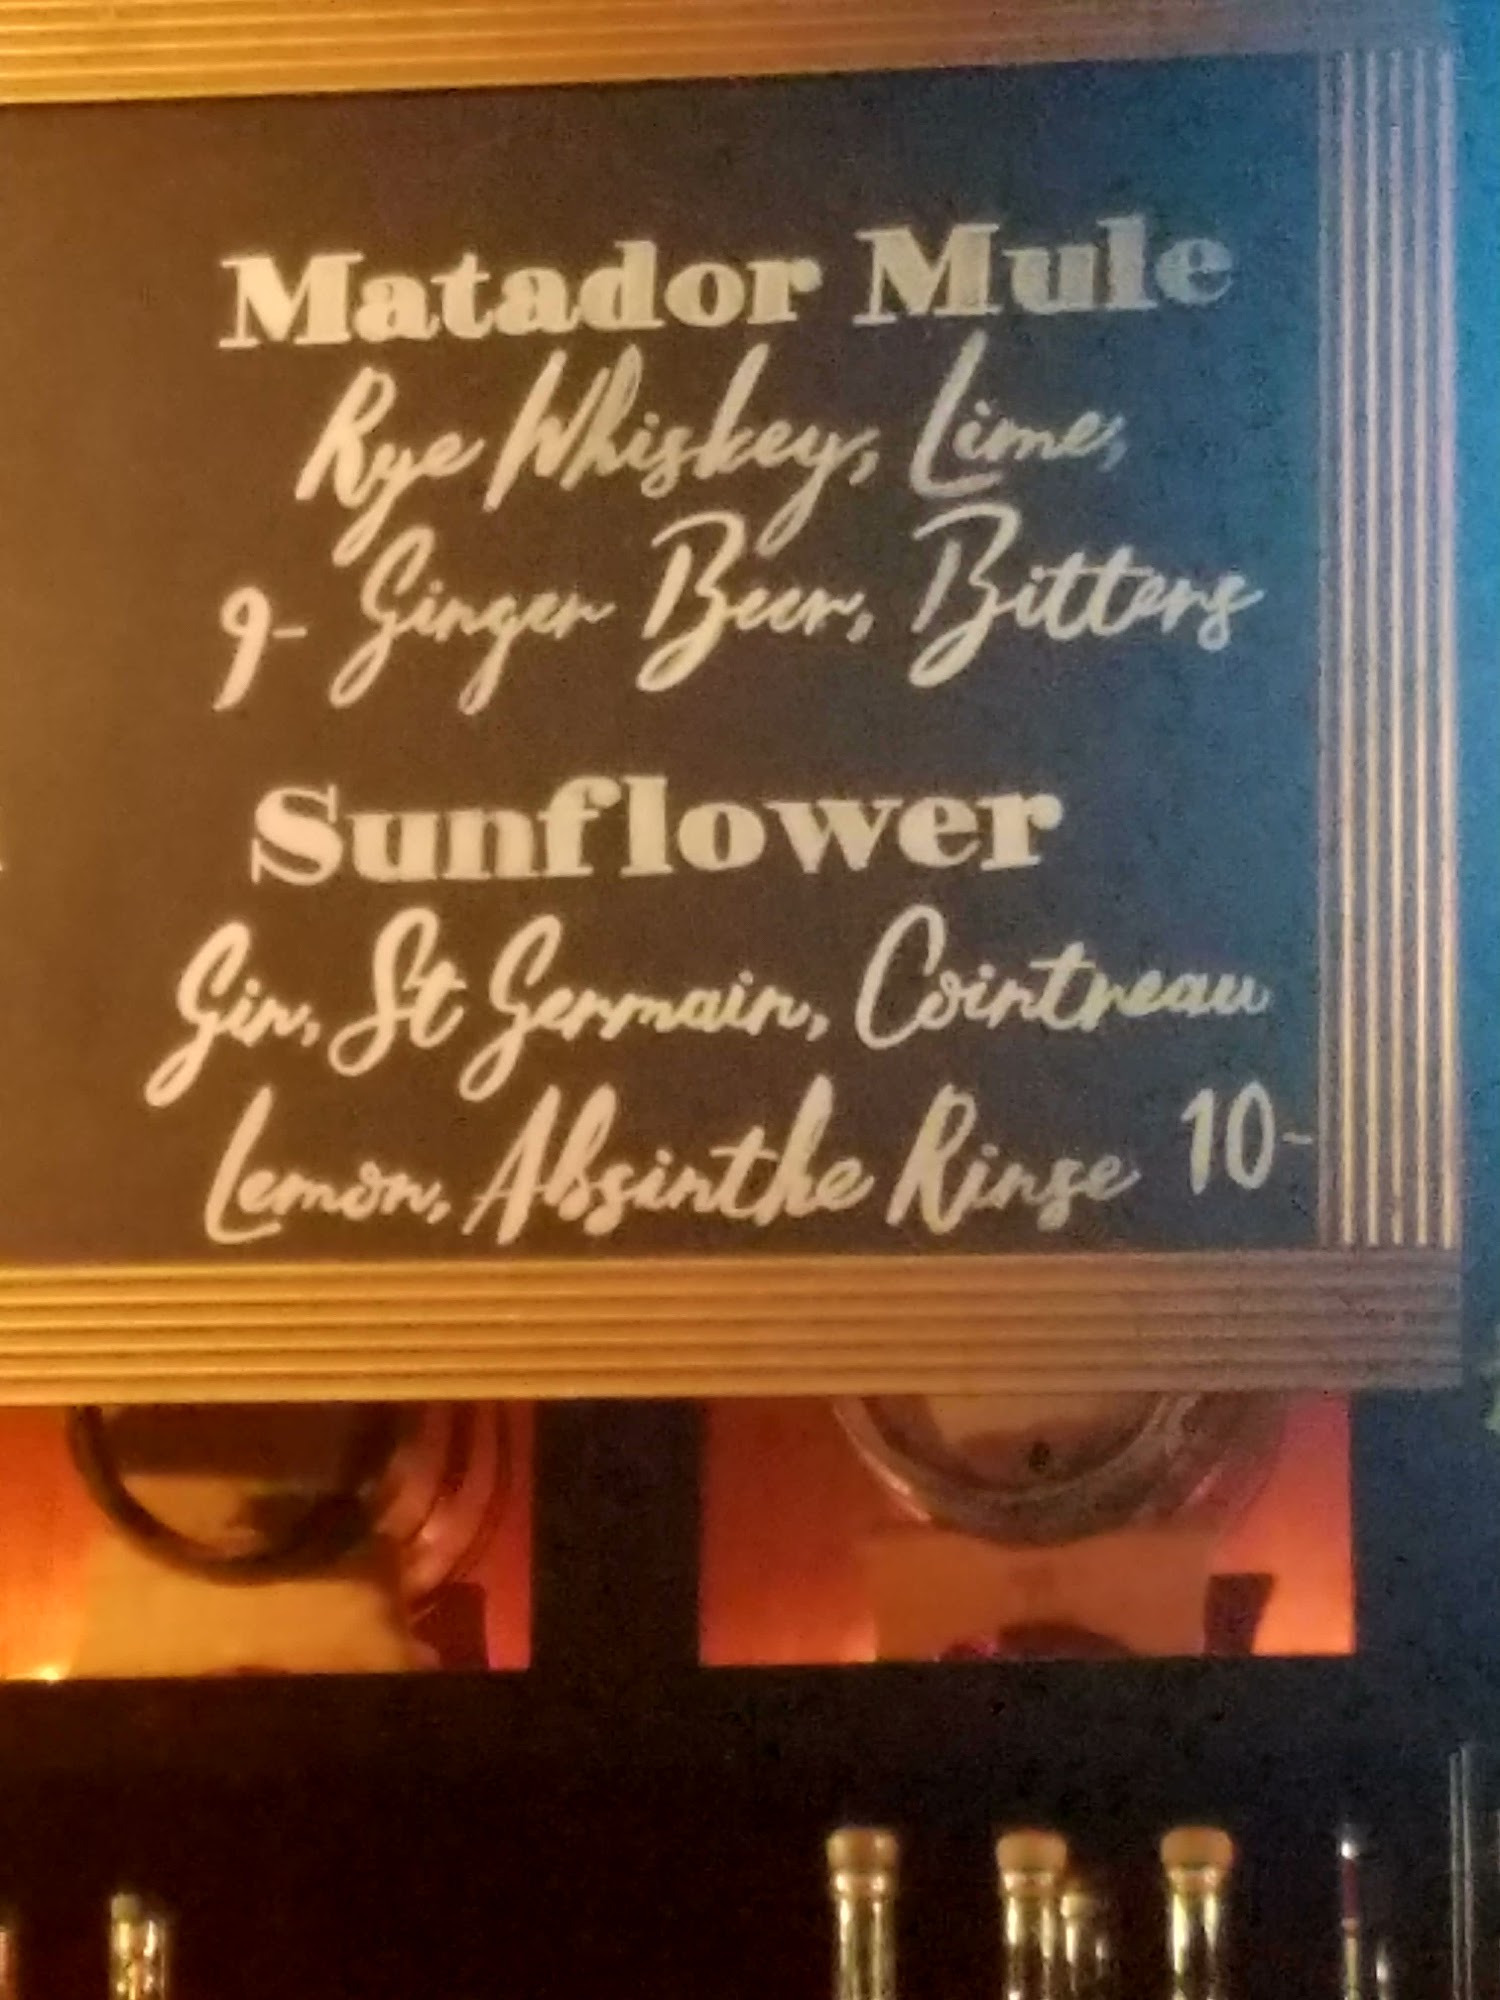 Matador Mule
Rye Whiskey, Lime,
9- Ginger Beer, Bitters
Sunflower
Gin, St Germain, Cointreau
Lemon, Absinthe Rinse 10-